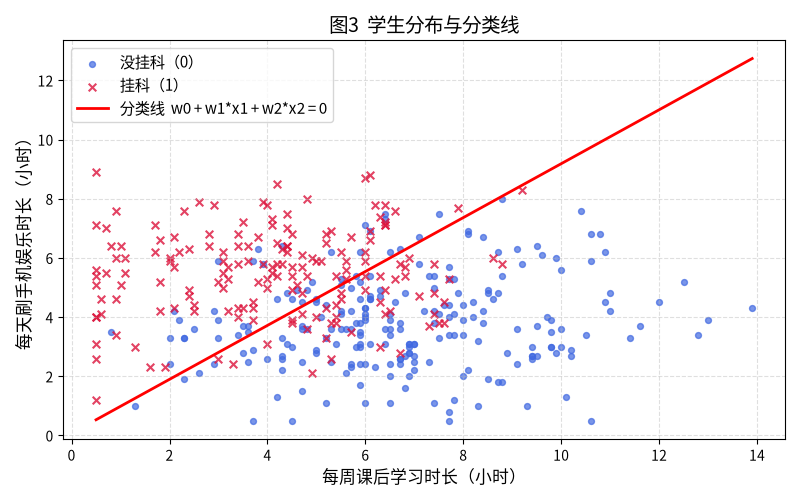 图3 学生分布与分类线
没挂科（0）
挂科（1）
分类线 w0+w1*x1+w2*x2=0
每天刷手机娱乐时长（小时）
12
10
8
6
4
2
0
0 2 4 6 8 10 12 14
每周课后学习时长（小时）